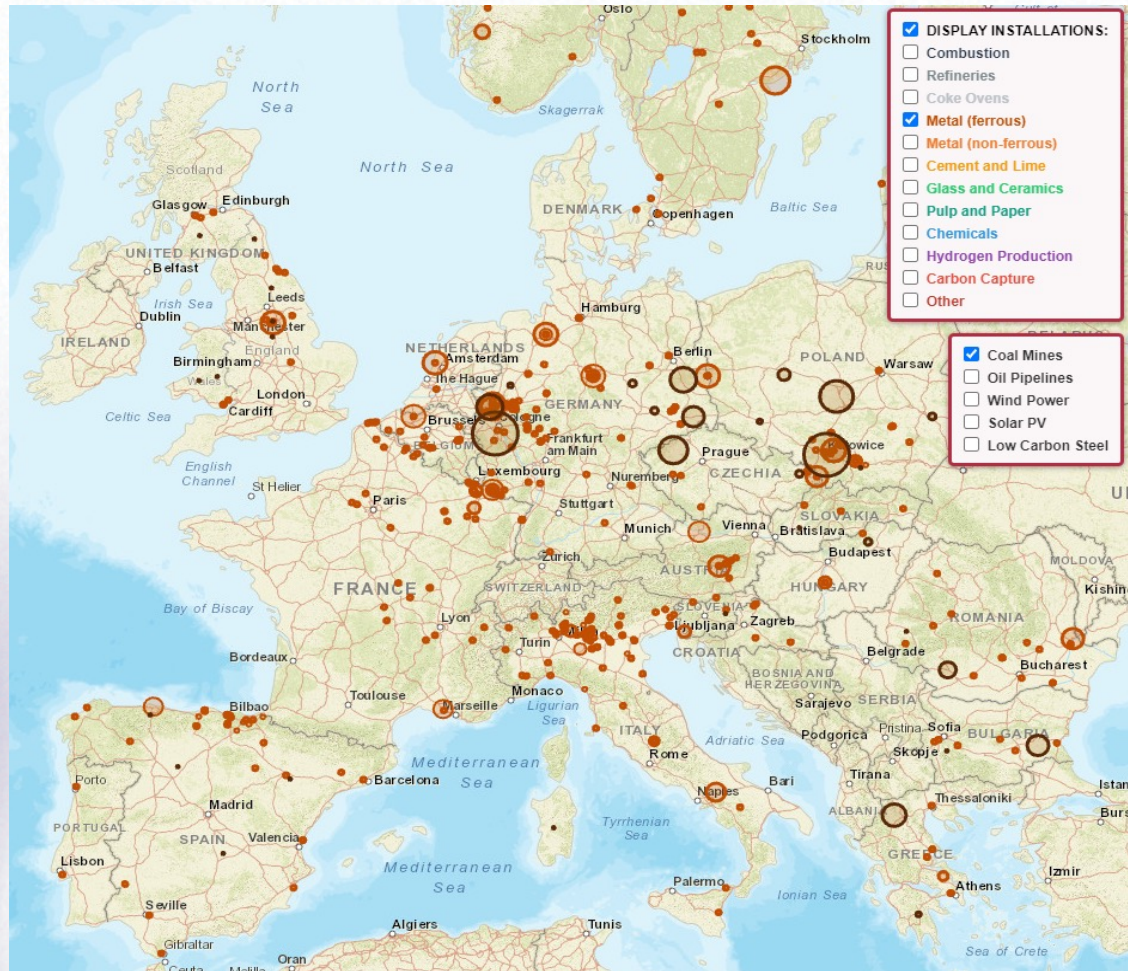 Oslo
Stockholm
North
Sea
Skagerrak
North Sea
Scotland
Glasgow
Edinburgh
DENMARK
Copenhagen
Baltic Sea
UNITED KINGDOM
Belfast
Irish Sea
Leeds
Dublin
Manchester
IRELAND
England
Birmingham
Wales
London
Cardiff
Celtic Sea
English
Channel
St Helier
Hamburg
NETHERLANDS
Amsterdam
The Hague
Berlin
POLAND
Warsaw
GERMANY
Brussels
Cologne
BELGIUM
Frankfurt
am Main
Katowice
Prague
Luxembourg
Nuremberg
CZECHIA
Paris
Stuttgart
SLOVAKIA
Munich
Vienna
Bratislava
Zurich
Budapest
AUSTRIA
MOLDOVA
SWITZERLAND
HUNGARY
FRANCE
Kishin
Bay of Biscay
SLOVENIA
ROMANIA
Lyon
Ljubljana
Zagreb
Turin
CROATIA
Belgrade
Bordeaux
BOSNIA AND
HERZEGOVINA
Bucharest
Monaco
Toulouse
Ligurian
Sea
SERBIA
Sarajevo
Bilbao
Marseille
ITALY
Adriatic Sea
Pristina
Sofia
BULGARIA
Podgorica
Skopje
Rome
Mediterranean
Sea
Porto
Barcelona
Tirana
Istan
Naples
Bari
Thessaloniki
Madrid
ALBANIA
Burs
PORTUGAL
Tyrrhenian
Sea
SPAIN
Valencia
GREECE
Lisbon
Mediterranean
Sea
Izmir
Palermo
Ionian Sea
Athens
Seville
Algiers
Tunis
Gibraltar
Sea of Crete
Ceuta
Oran
DISPLAY INSTALLATIONS:
Combustion
Refineries
Coke Ovens
Metal (ferrous)
Metal (non-ferrous)
Cement and Lime
Glass and Ceramics
Pulp and Paper
Chemicals
Hydrogen Production
Carbon Capture
Other
Coal Mines
Oil Pipelines
Wind Power
Solar PV
Low Carbon Steel